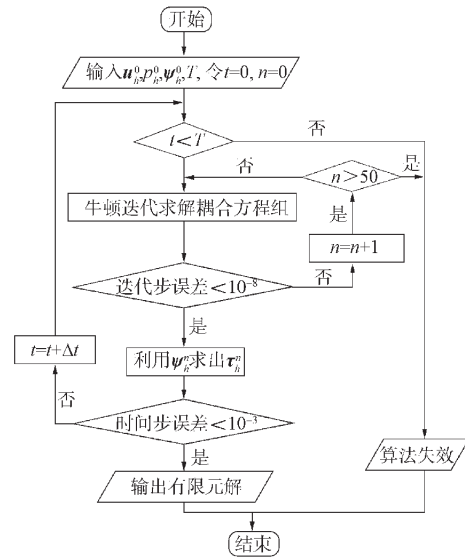 开始
输入u_h^0,p_h^0,ψ_h^0,T, 令t=0, n=0
t<T
否
是
否
n>50
牛顿迭代求解耦合方程组
是
n=n+1
迭代步误差<10^-8
否
是
t=t+Δt
利用ψ_h^n求出τ_h^n
否
时间步误差<10^-3
是
算法失效
输出有限元解
结束